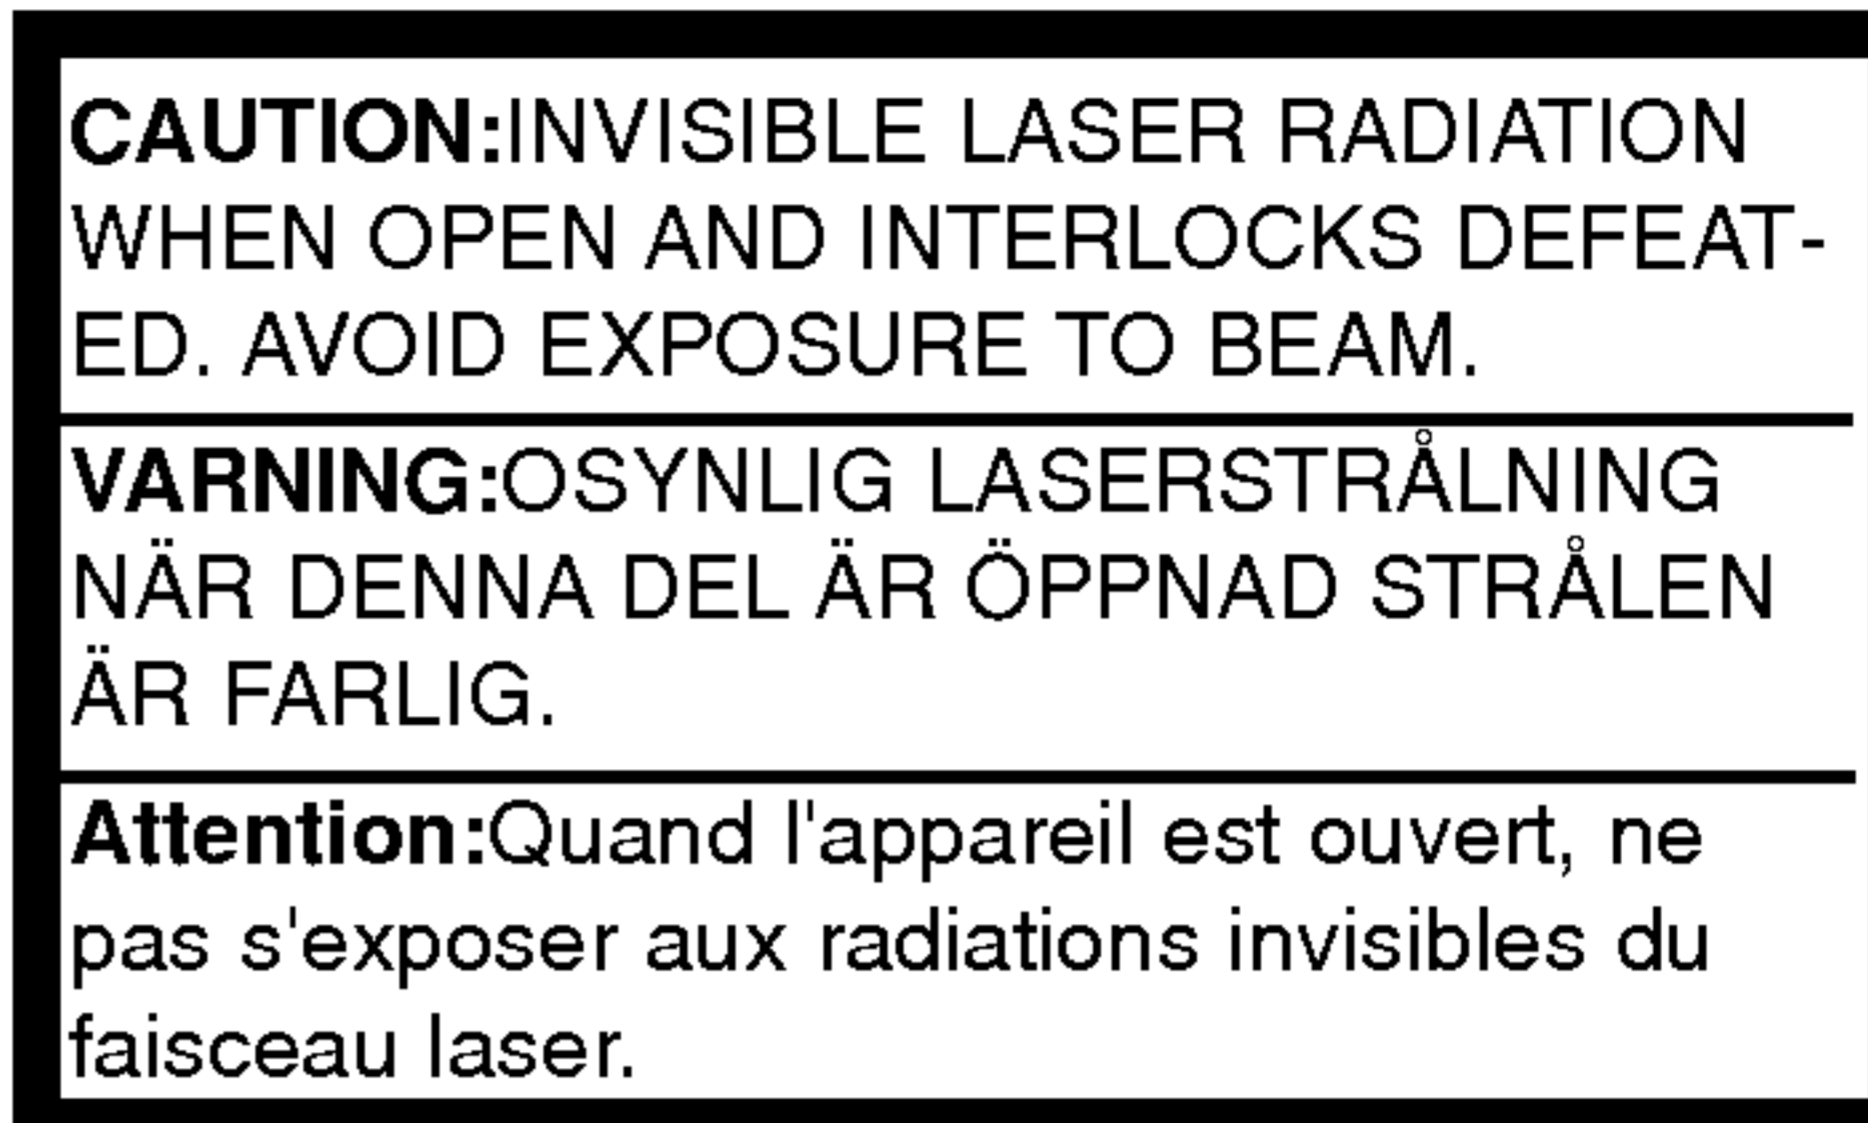 CAUTION:INVISIBLE LASER RADIATION
WHEN OPEN AND INTERLOCKS DEFEAT-
ED. AVOID EXPOSURE TO BEAM.
VARNING:OSYNLIG LASERSTRÅLNING
NÄR DENNA DEL ÄR ÖPPNAD STRÅLEN
ÄR FARLIG.
Attention:Quand l'appareil est ouvert, ne
pas s'exposer aux radiations invisibles du
faisceau laser.